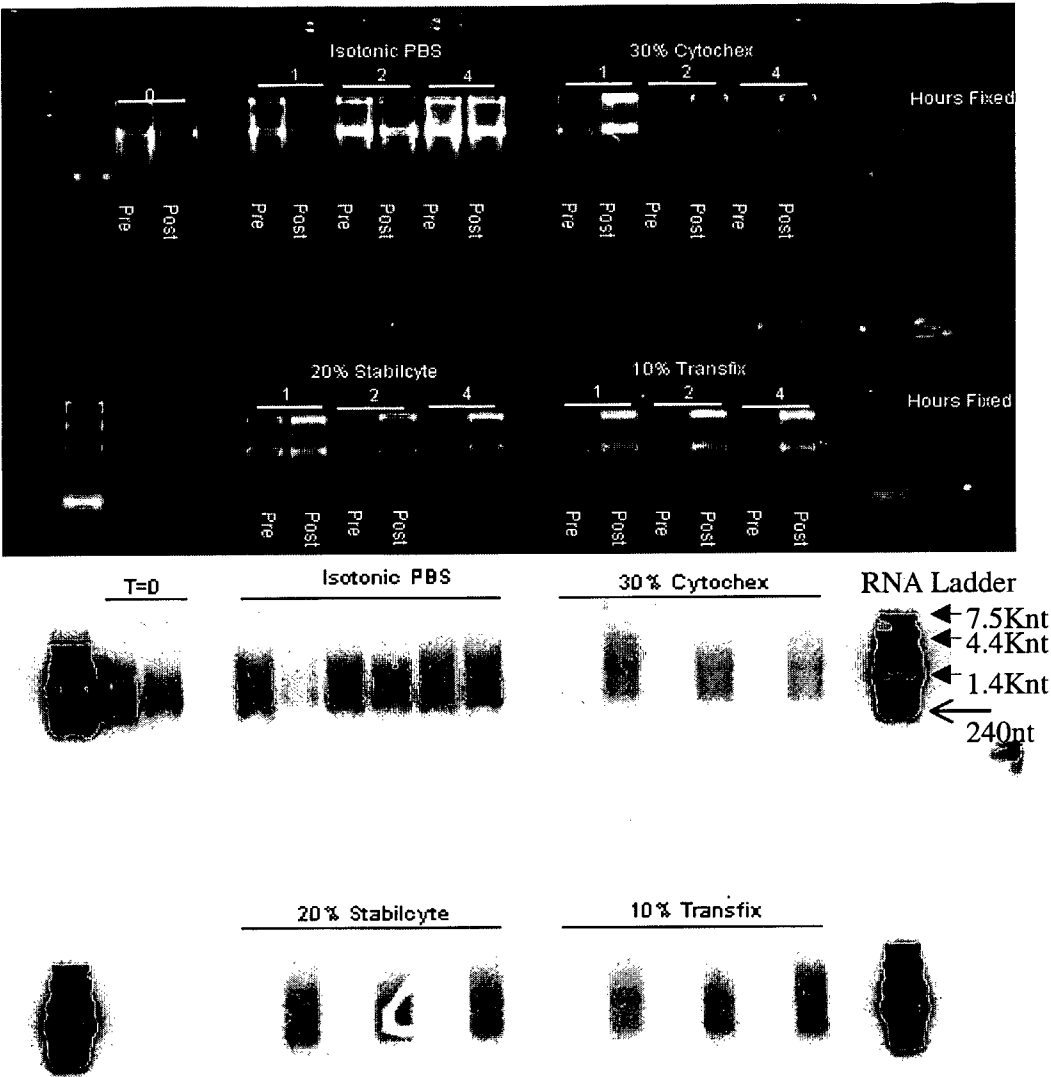 Isotonic PBS 30% Cytochex
0 1 2 4 1 2 4
Hours Fixed
Pre Post Pre Post Pre Post Pre Post Pre Post Pre Post Pre Post
20% Stabilcyte 10% Transfix
1 2 4 1 2 4
Hours Fixed
Pre Post Pre Post Pre Post Pre Post Pre Post
T=0 Isotonic PBS 30% Cytochex RNA Ladder
7.5Knt
4.4Knt
1.4Knt
240nt
20% Stabilcyte 10% Transfix